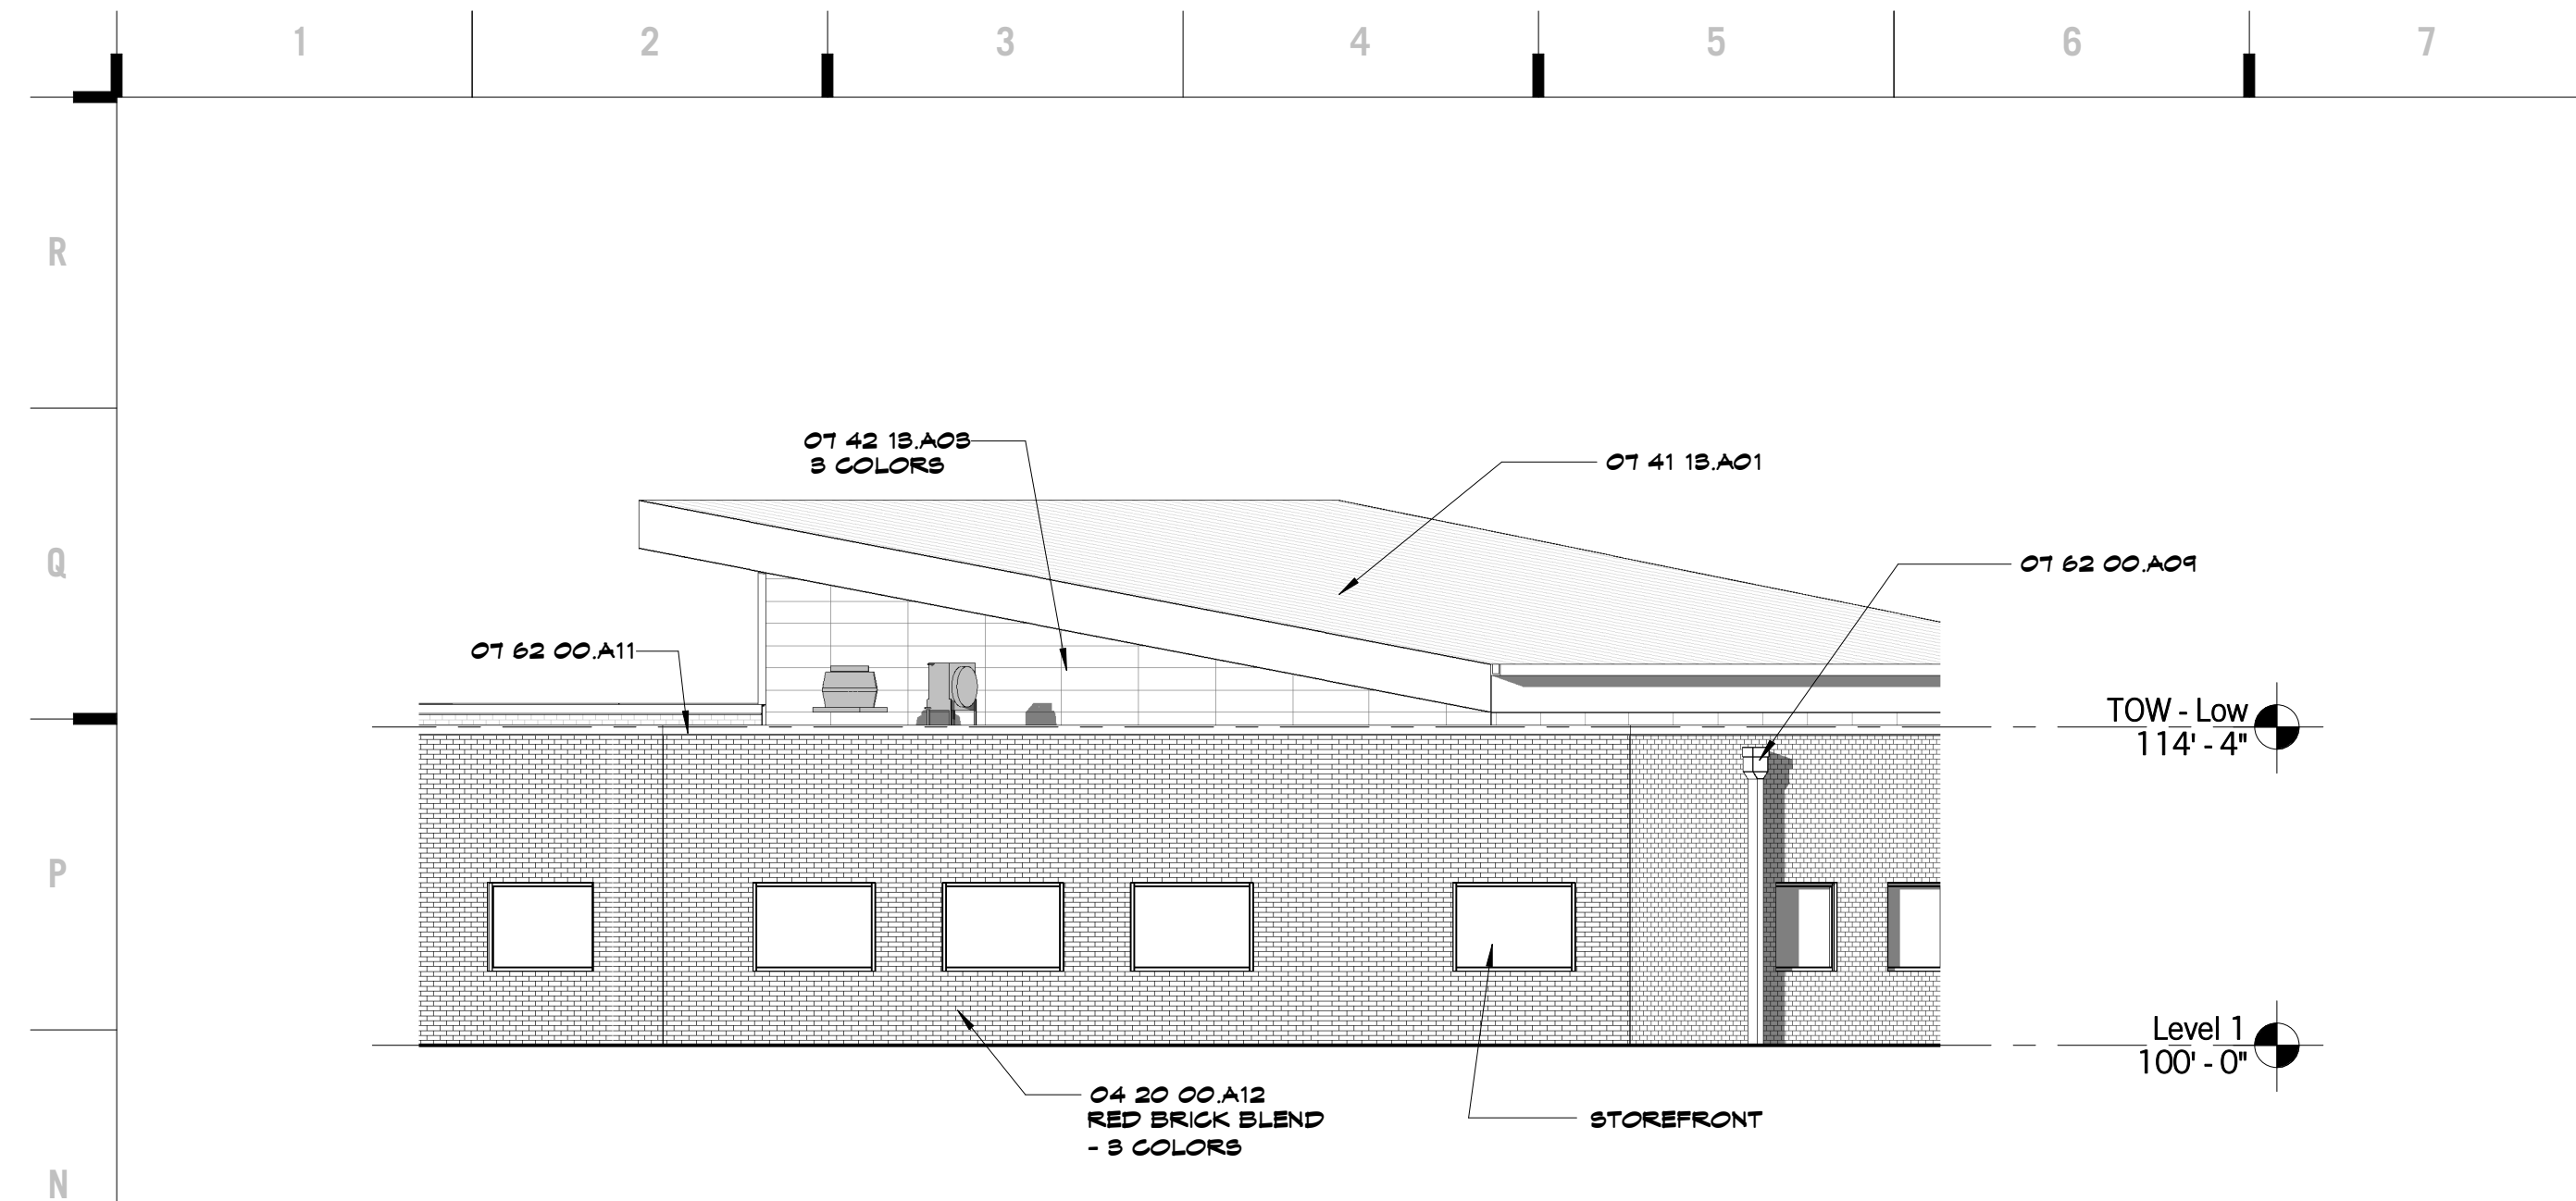 1 2 3 4 5 6 7
R
07 42 13.A03
3 COLORS
07 41 13.A01
Q
07 62 00.A09
07 62 00.A11
TOW - Low
114' - 4"
P
Level 1
100' - 0"
04 20 00.A12
RED BRICK BLEND
- 3 COLORS
STOREFRONT
N